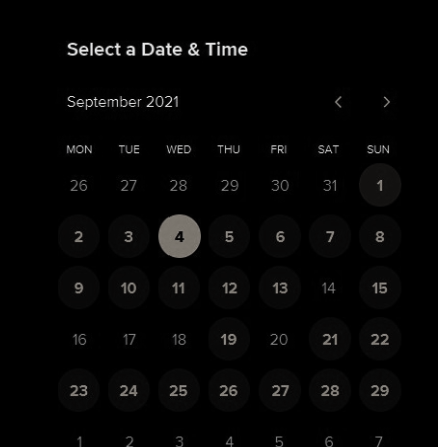 Select a Date & Time
September 2021
MON TUE WED THU FRI SAT SUN
26 27 28 29 30 31 1
2 3 4 5 6 7 8
9 10 11 12 13 14 15
16 17 18 19 20 21 22
23 24 25 26 27 28 29
1 2 3 4 5 6 7